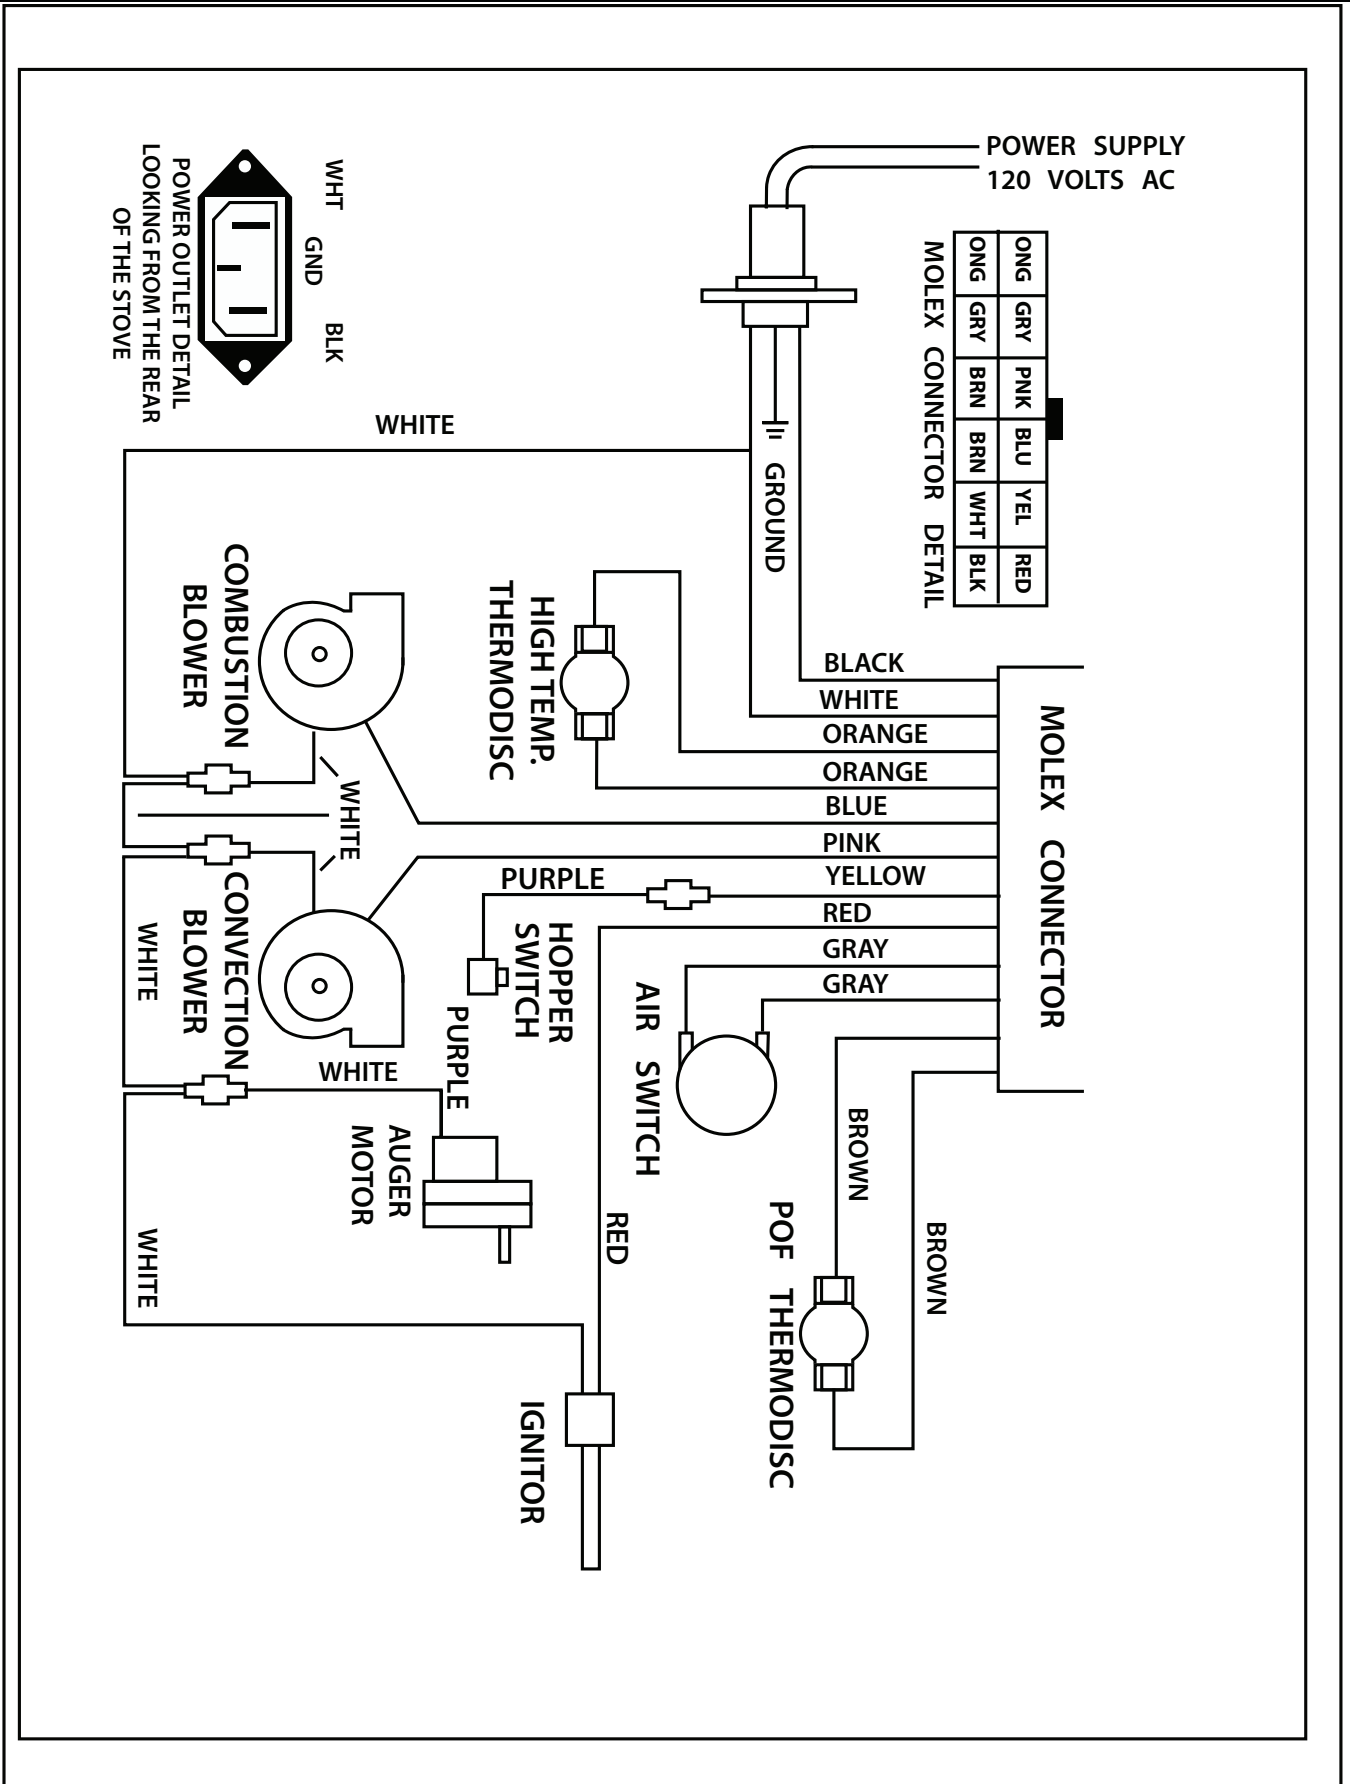 POWER SUPPLY
120 VOLTS AC
WHT
GND
BLK
POWER OUTLET DETAIL
LOOKING FROM THE REAR
OF THE STOVE
ONG GRY PNK BLU YEL RED
ONG GRY BRN BRN WHT BLK
MOLEX CONNECTOR DETAIL
WHITE
GROUND
COMBUSTION
BLOWER
HIGH TEMP.
THERMODISC
BLACK
WHITE
ORANGE
ORANGE
BLUE
PINK
YELLOW
RED
GRAY
GRAY
MOLEX CONNECTOR
WHITE
PURPLE
HOPPER
SWITCH
CONVECTION
BLOWER
WHITE
PURPLE
AIR SWITCH
WHITE
AUGER
MOTOR
BROWN
BROWN
RED
WHITE
POF THERMODISC
IGNITOR